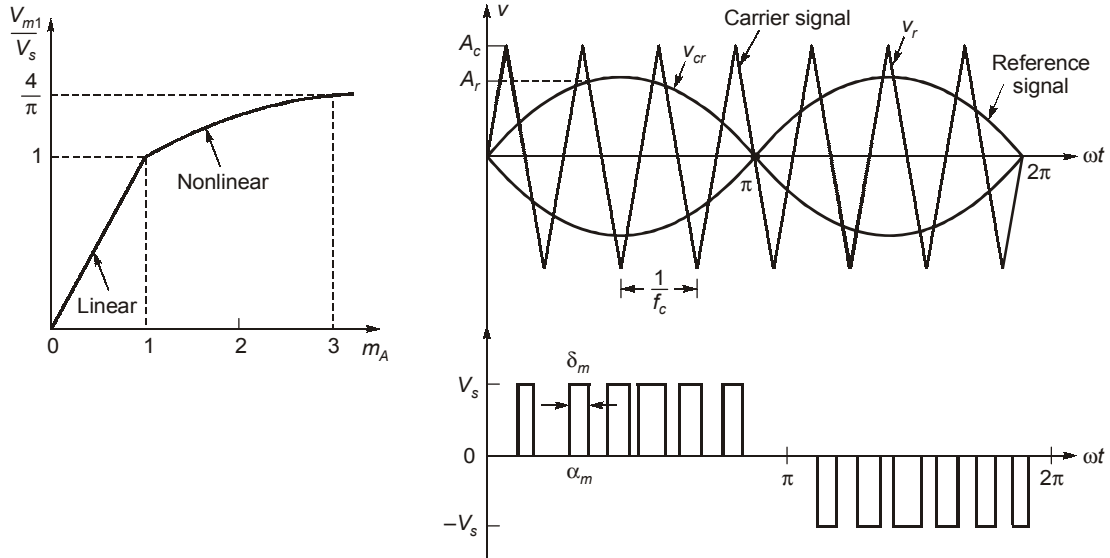 V_m1
V_s
4
π
1
Nonlinear
Linear
0
1
2
3
m_A
v
Carrier signal
A_c
v_cr
v_r
A_r
Reference
signal
π
2π
ωt
1
f_c
δ_m
V_s
0
α_m
π
2π
ωt
–V_s